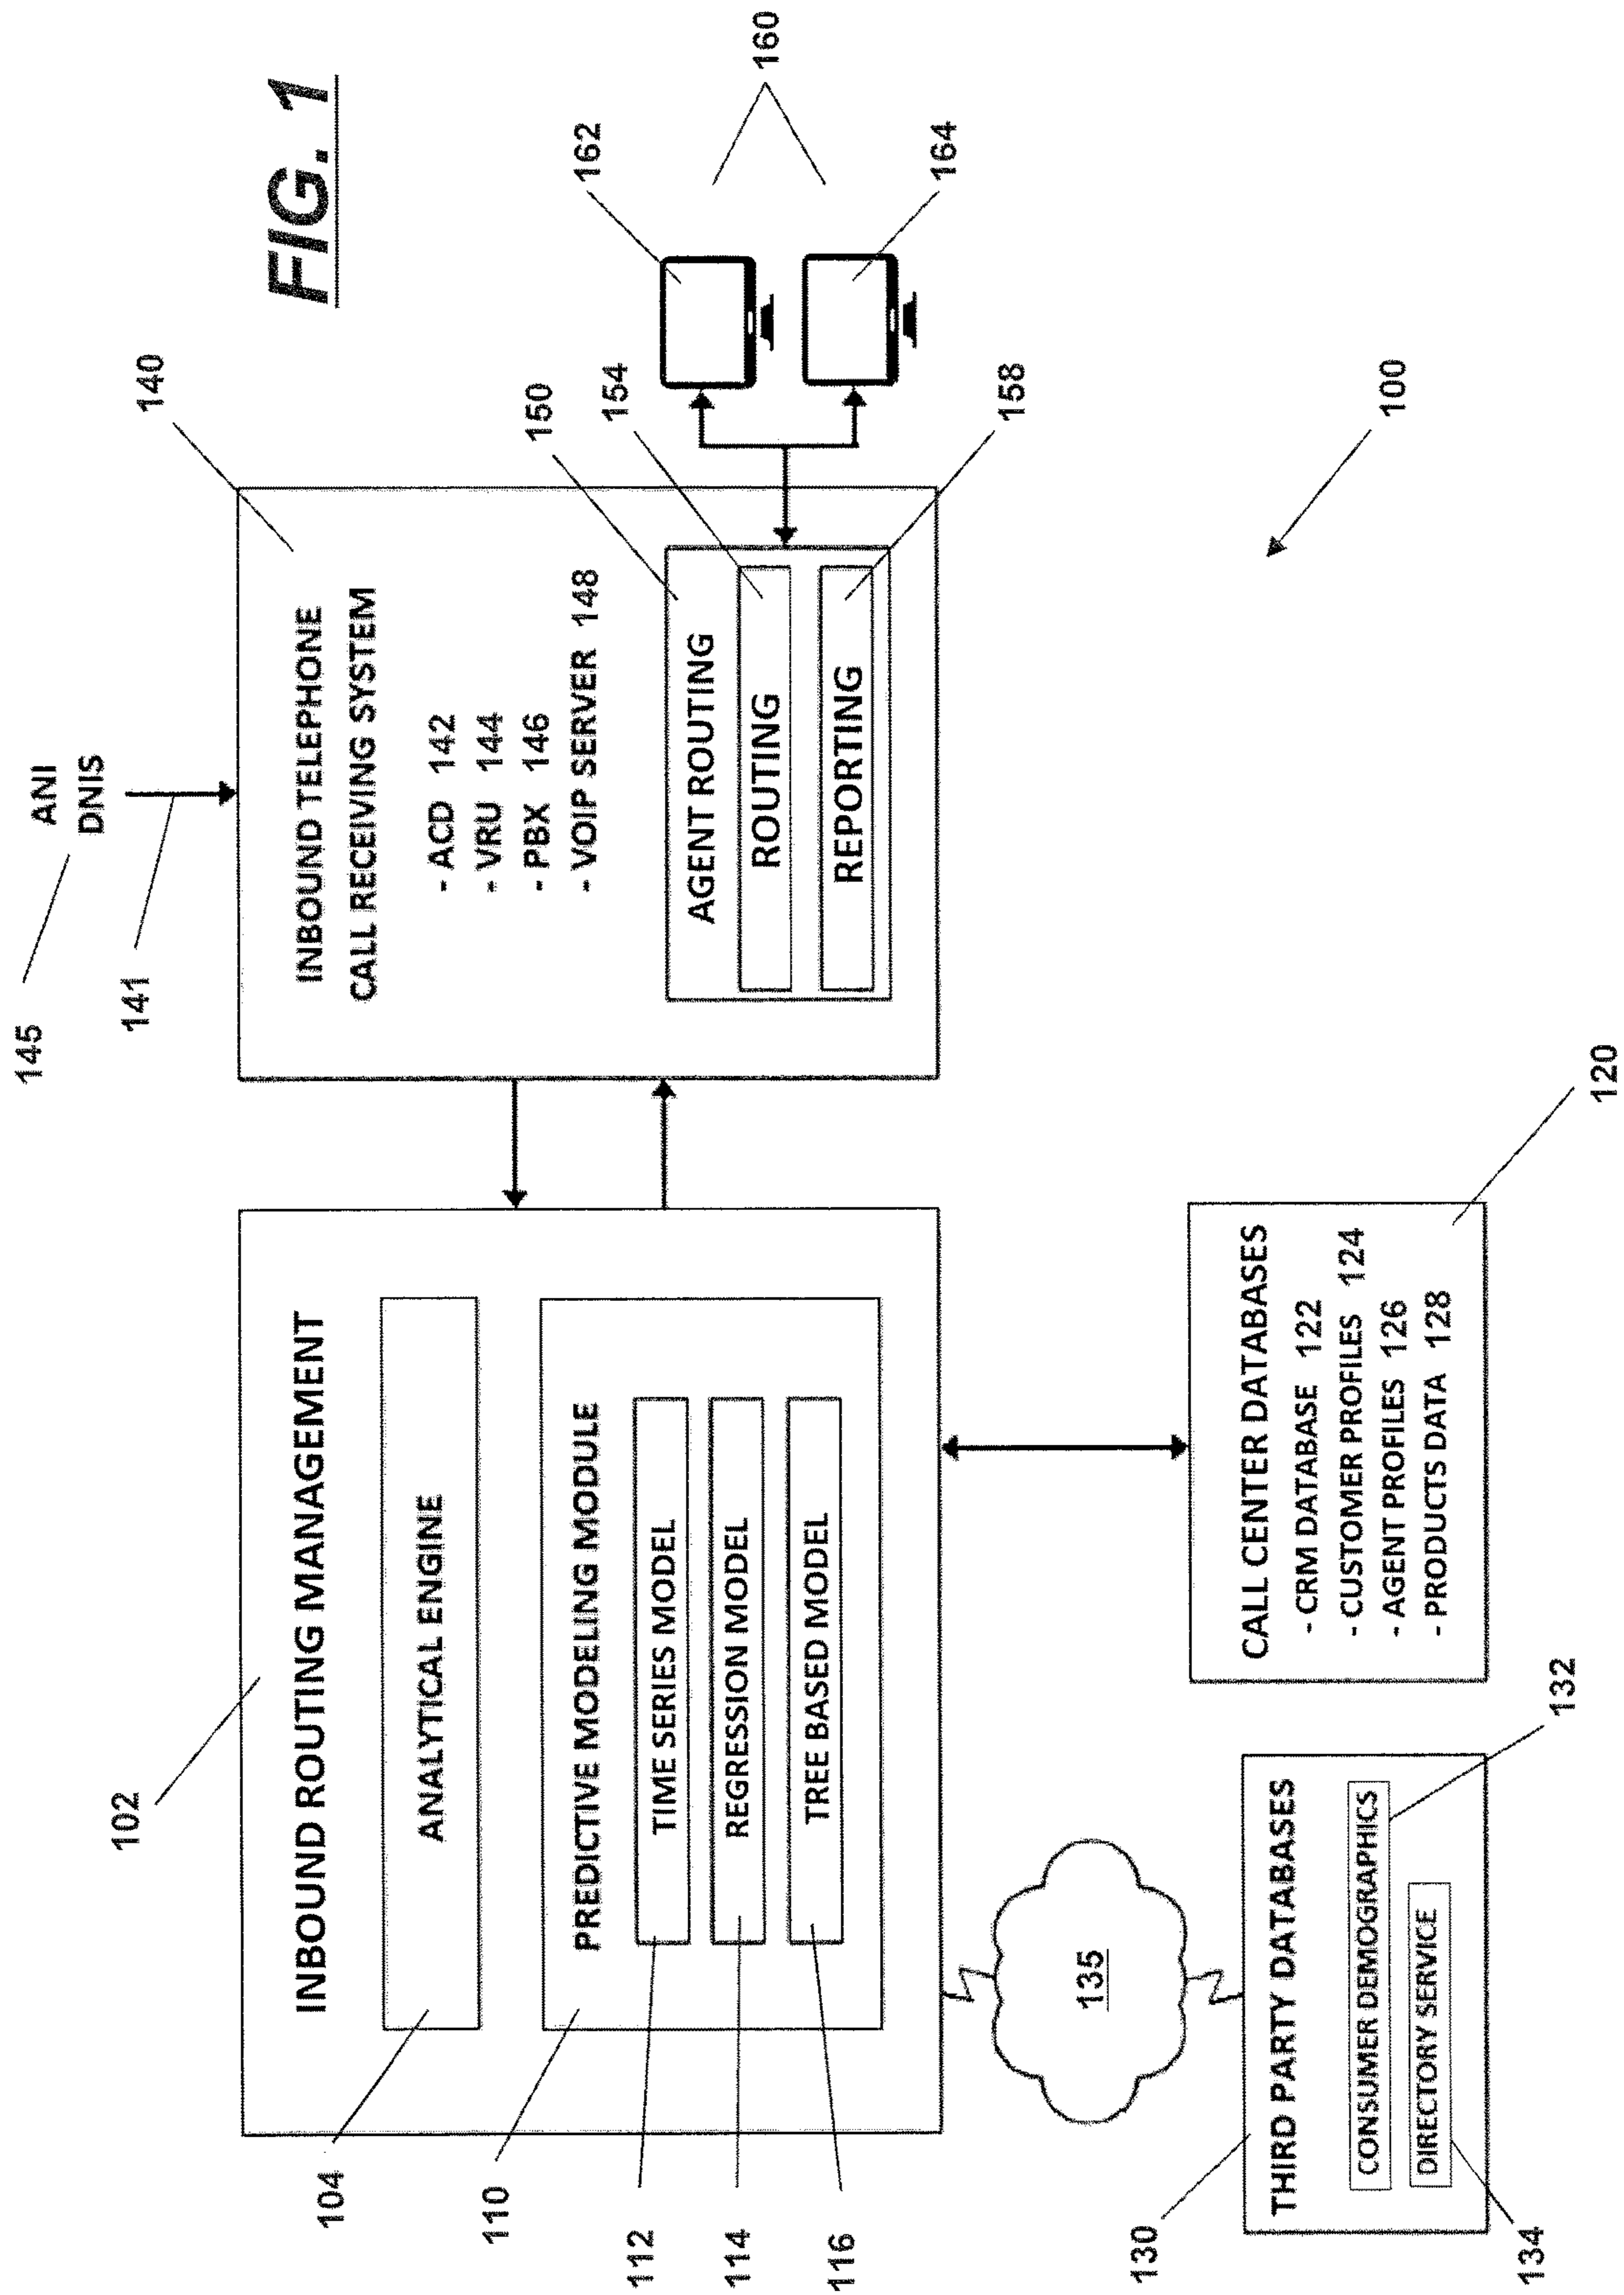 FIG. 1
145
ANI
DNIS
141
140
102
INBOUND ROUTING MANAGEMENT
104
ANALYTICAL ENGINE
110
PREDICTIVE MODELING MODULE
112
TIME SERIES MODEL
114
REGRESSION MODEL
116
TREE BASED MODEL
INBOUND TELEPHONE
CALL RECEIVING SYSTEM
- ACD 142
- VRU 144
- PBX 146
- VOIP SERVER 148
150
AGENT ROUTING
154
ROUTING
158
REPORTING
160
162
164
135
130
THIRD PARTY DATABASES
CONSUMER DEMOGRAPHICS
132
DIRECTORY SERVICE
134
CALL CENTER DATABASES
- CRM DATABASE 122
- CUSTOMER PROFILES 124
- AGENT PROFILES 126
- PRODUCTS DATA 128
120
100